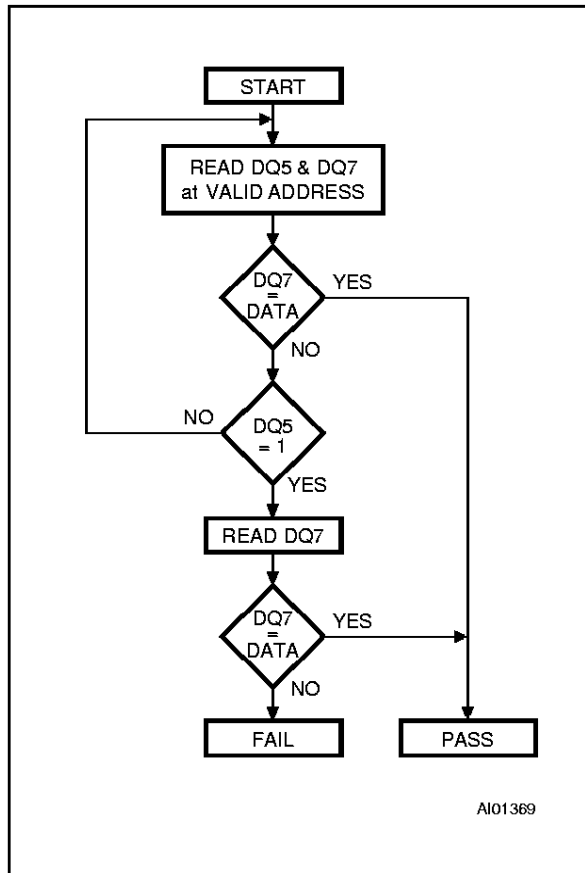 START
READ DQ5 & DQ7
at VALID ADDRESS
DQ7
=
DATA
YES
NO
DQ5
= 1
NO
YES
READ DQ7
DQ7
=
DATA
YES
NO
FAIL
PASS
AI01369